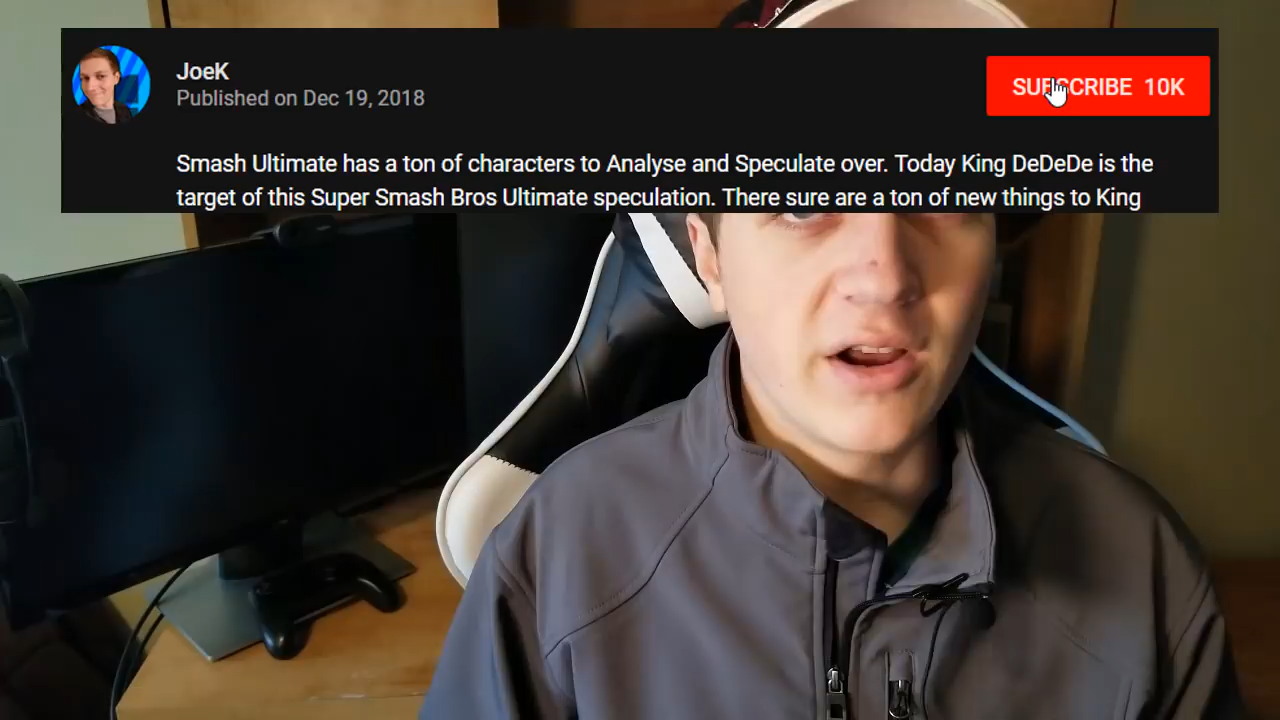 JoeK
Published on Dec 19, 2018
SUBSCRIBE 10K
Smash Ultimate has a ton of characters to Analyse and Speculate over. Today King DeDeDe is the
target of this Super Smash Bros Ultimate speculation. There sure are a ton of new things to King